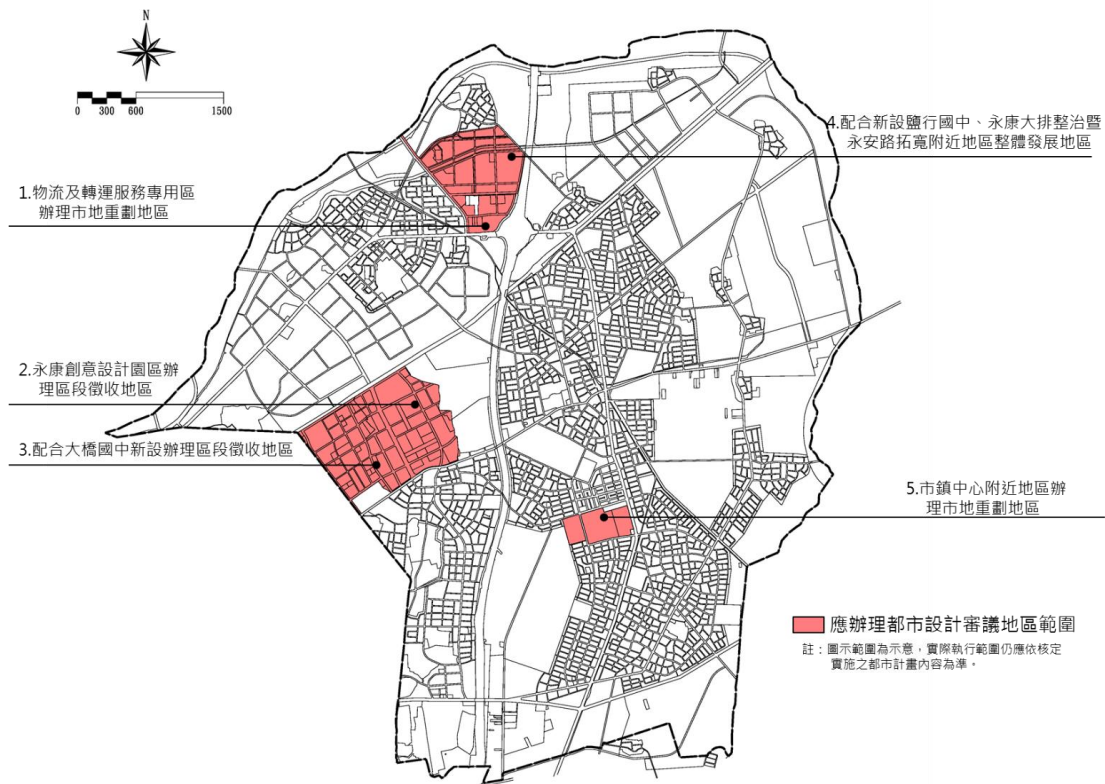 N
0 300 600 1500
4.配合新設鹽行國中、永康大排整治暨
永安路拓寬附近地區整體發展地區
1.物流及轉運服務專用區
辦理市地重劃地區
2.永康創意設計園區辦
理區段徵收地區
3.配合大橋國中新設辦理區段徵收地區
5.市鎮中心附近地區辦
理市地重劃地區
應辦理都市設計審議地區範圍
註：圖示範圍為示意，實際執行範圍仍應依核定
實施之都市計畫內容為準。